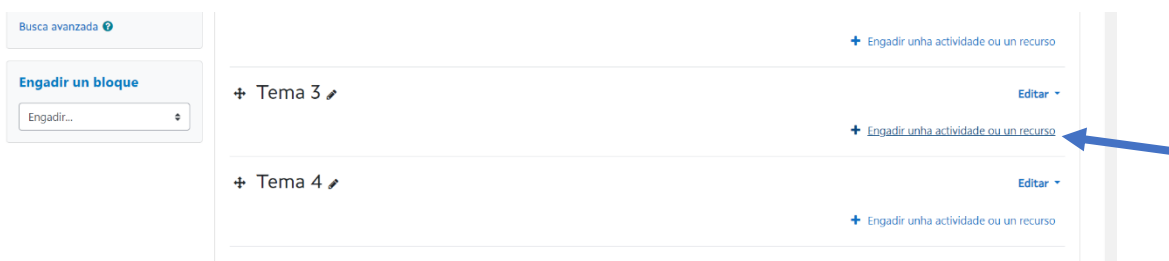 Busca avanzada
Engadir un bloque
Engadir...
+ Engadir unha actividade ou un recurso
Tema 3
Editar
+ Engadir unha actividade ou un recurso
Tema 4
Editar
+ Engadir unha actividade ou un recurso